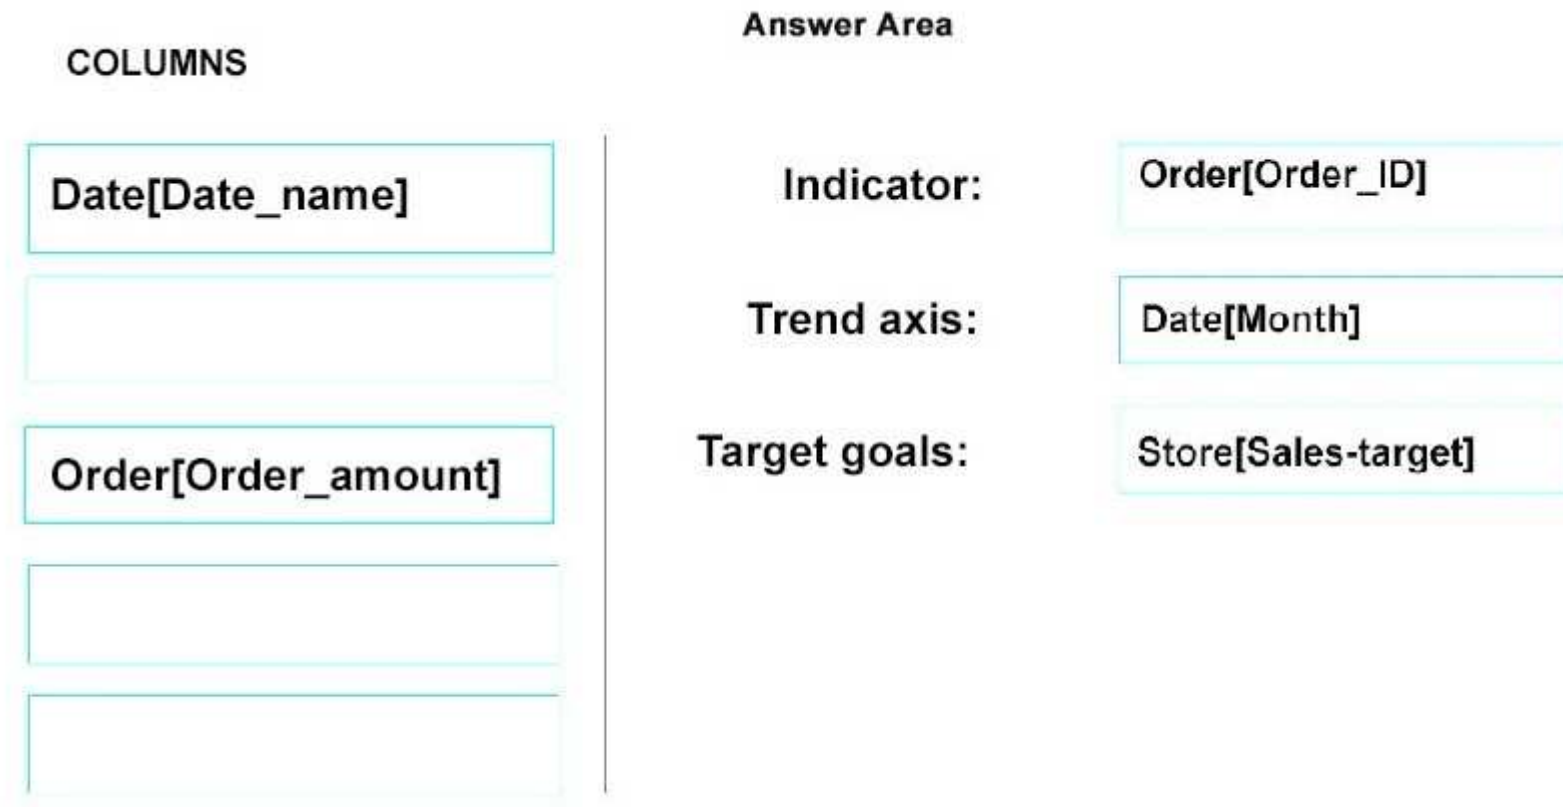 Answer Area
COLUMNS
Date[Date_name]
Order[Order_amount]
Indicator: Order[Order_ID]
Trend axis: Date[Month]
Target goals: Store[Sales-target]